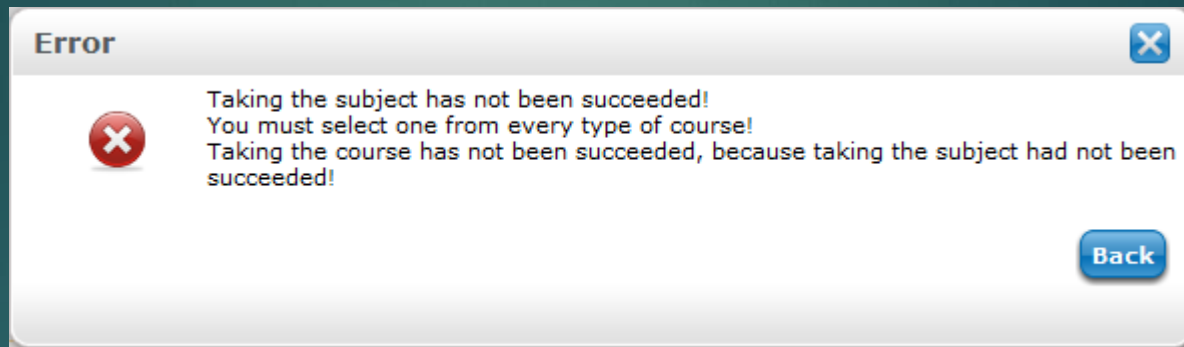 Error
Taking the subject has not been succeeded!
You must select one from every type of course!
Taking the course has not been succeeded, because taking the subject had not been
succeeded!
Back